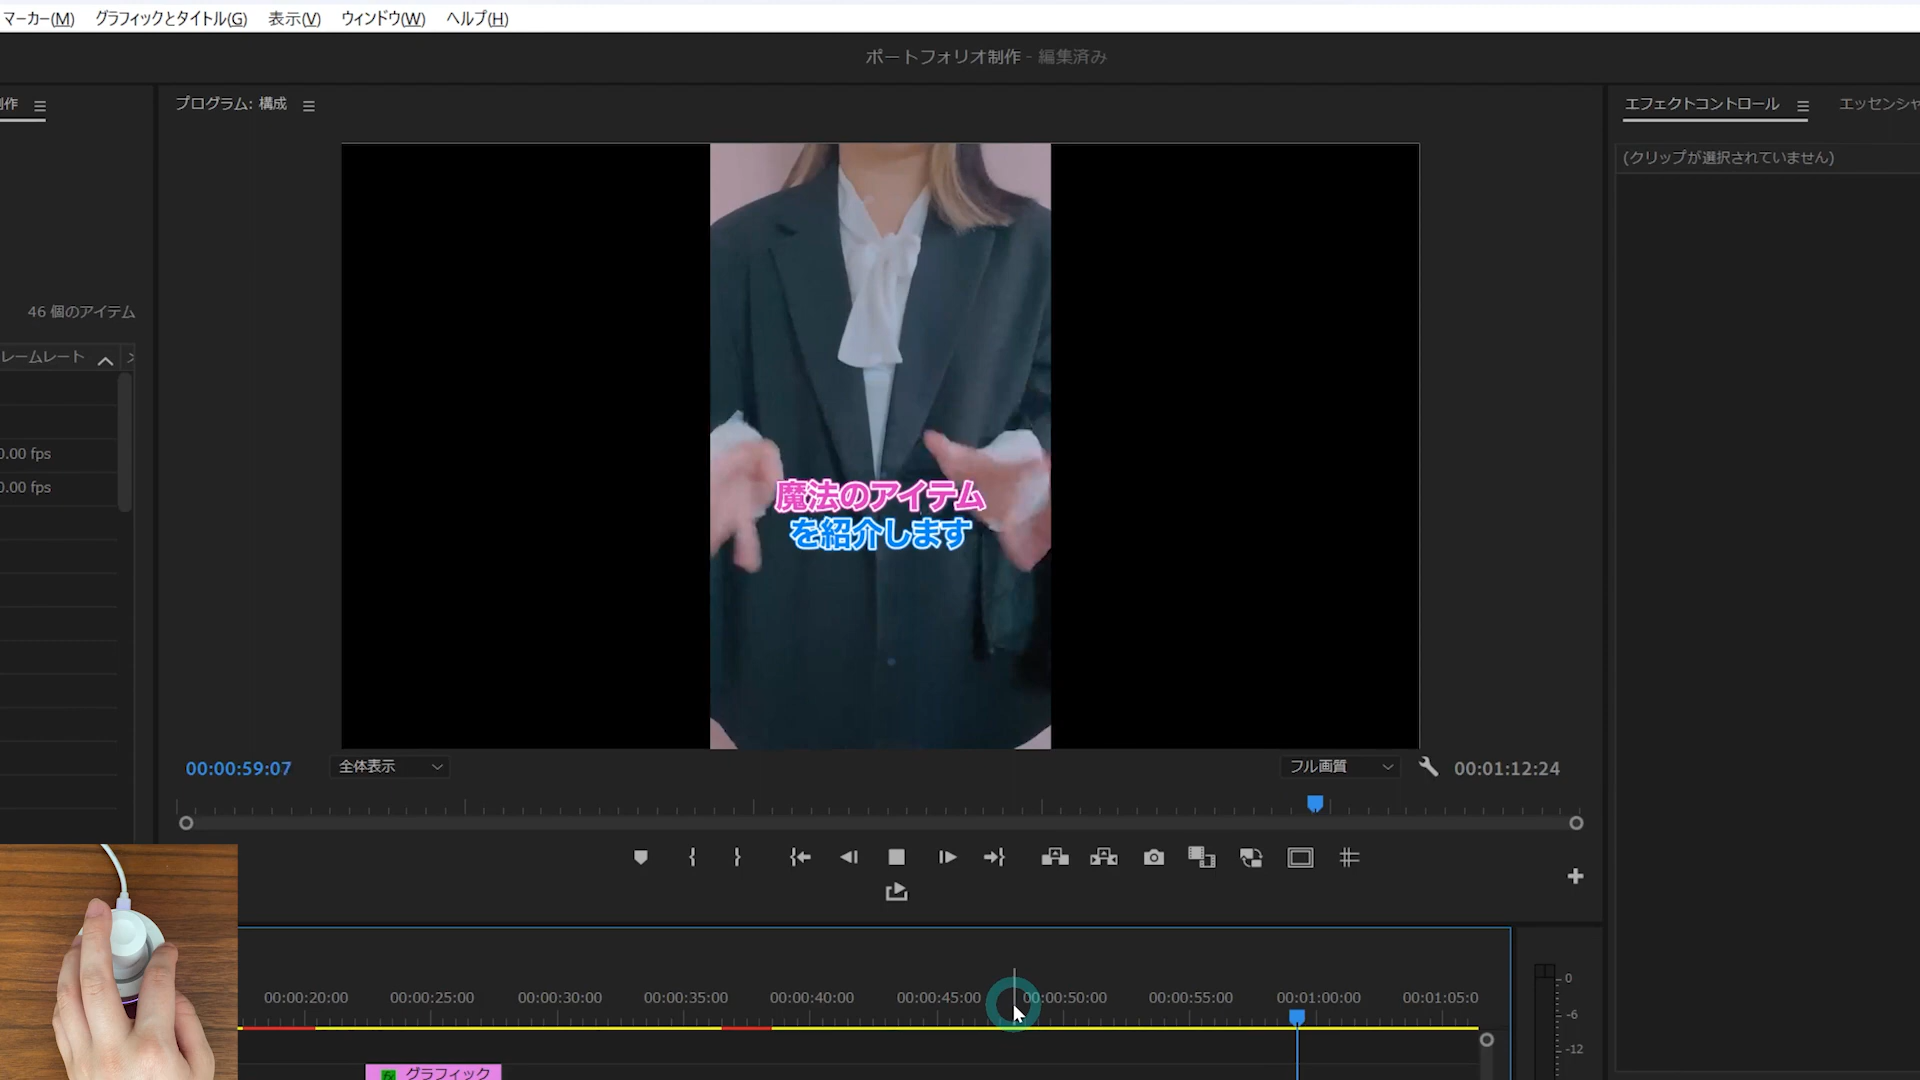 マーカー(M) グラフィックとタイトル(G) 表示(V) ウィンドウ(W) ヘルプ(H)
ポートフォリオ制作 - 編集済み
作
プログラム: 構成
エフェクトコントロール
エッセンシャ
(クリップが選択されていません)
46 個のアイテム
レームレート
0.00 fps
0.00 fps
魔法のアイテム
を紹介します
00:00:59:07
全体表示
フル画質
00:01:12:24
00:00:20:00
00:00:25:00
00:00:30:00
00:00:35:00
00:00:40:00
00:00:45:00
00:00:50:00
00:00:55:00
00:01:00:00
00:01:05:0
0
-6
-12
fx グラフィック